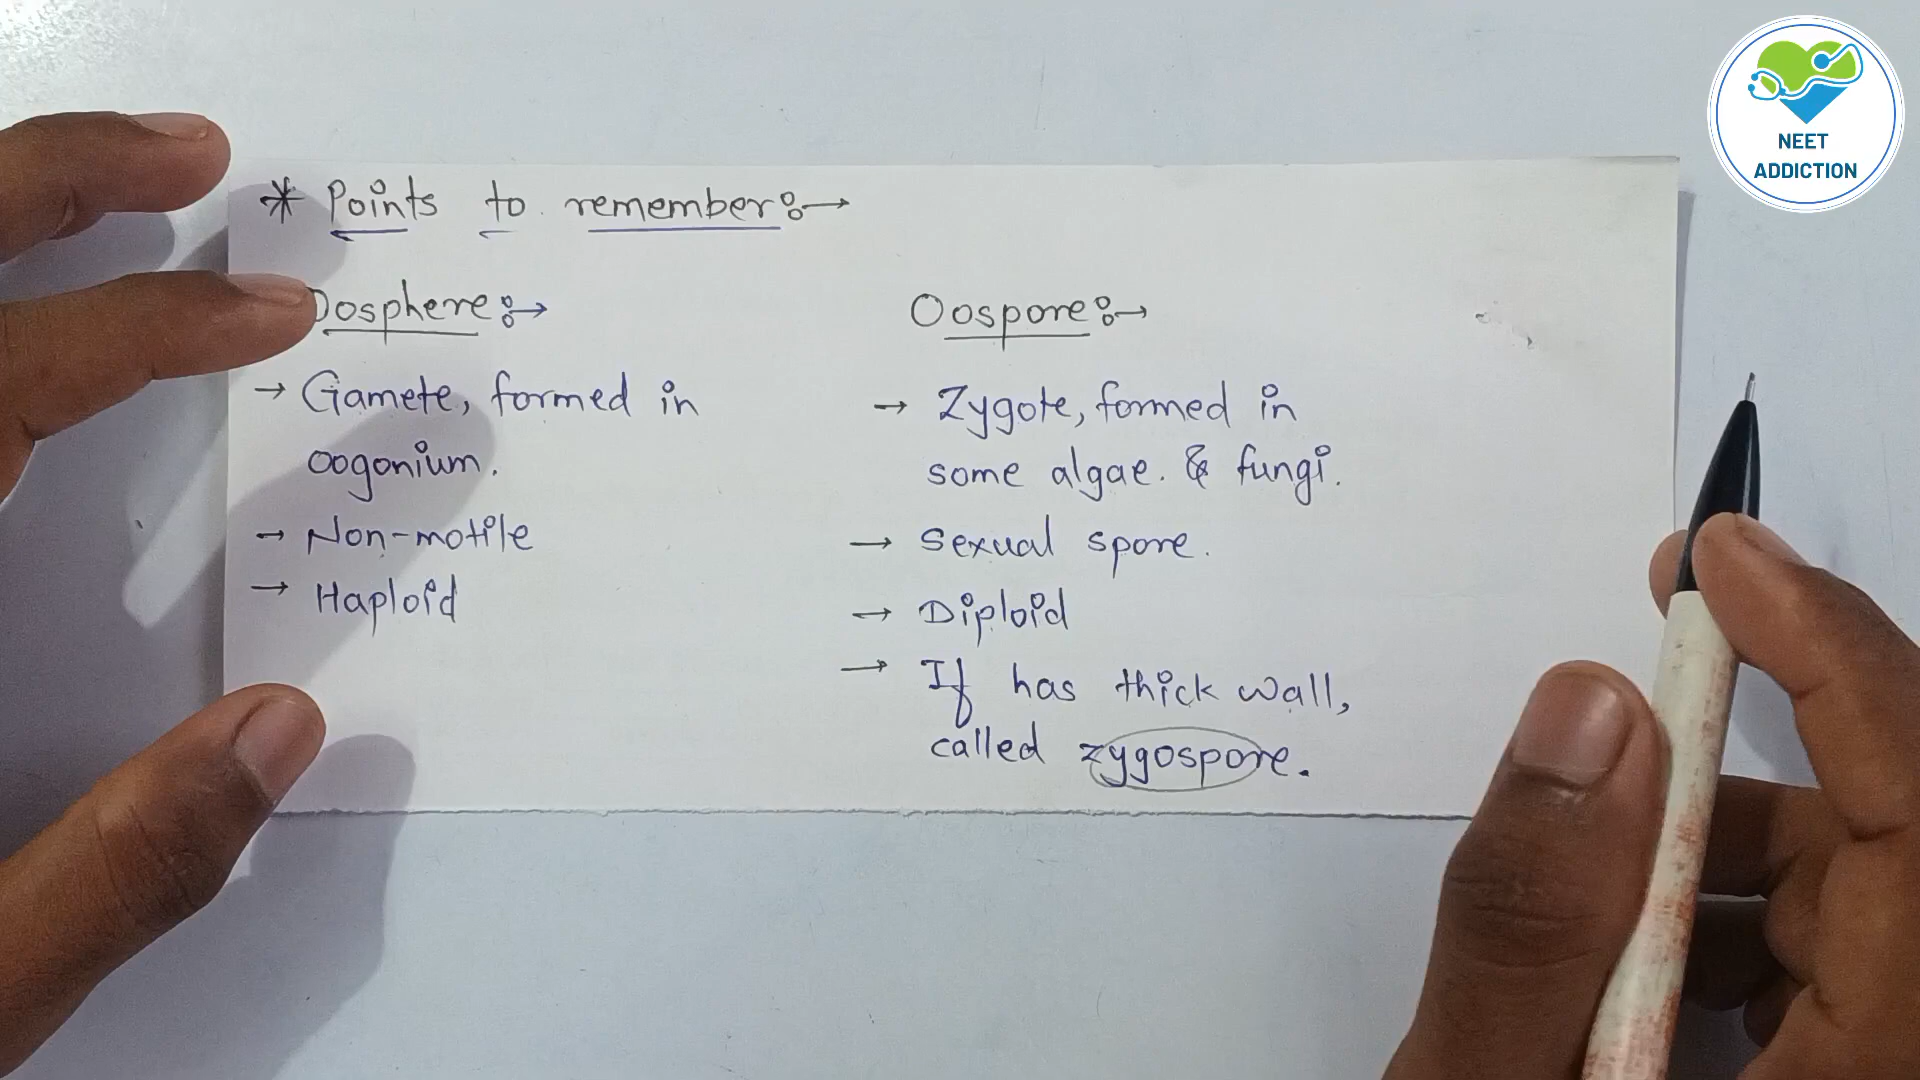 * Points to remember:→
Oosphere:→
→ Gamete, formed in
oogonium.
→ Non-motile
→ Haploid
Oospore:→
→ Zygote, formed in
some algae. & fungi.
→ Sexual spore.
→ Diploid
→ If has thick wall,
called zygospore.
NEET
ADDICTION